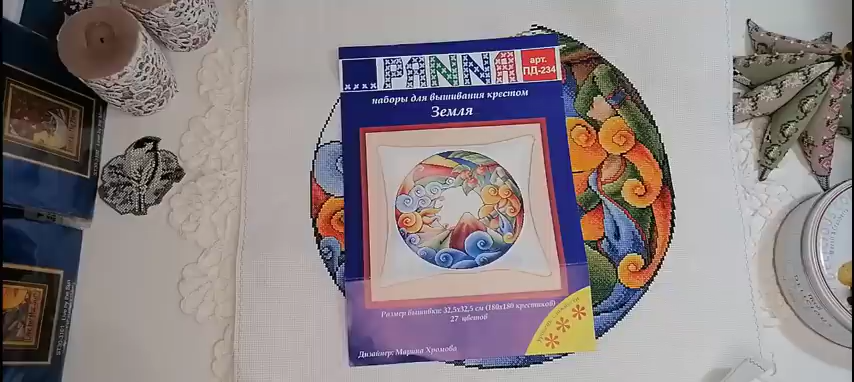 PANNA
арт.
ПД-234
наборы для вышивания крестом
Земля
Размер вышивки: 32,5x32,5 см (180x180 крестиков)
27 цветов
Дизайнер: Марина Хромова